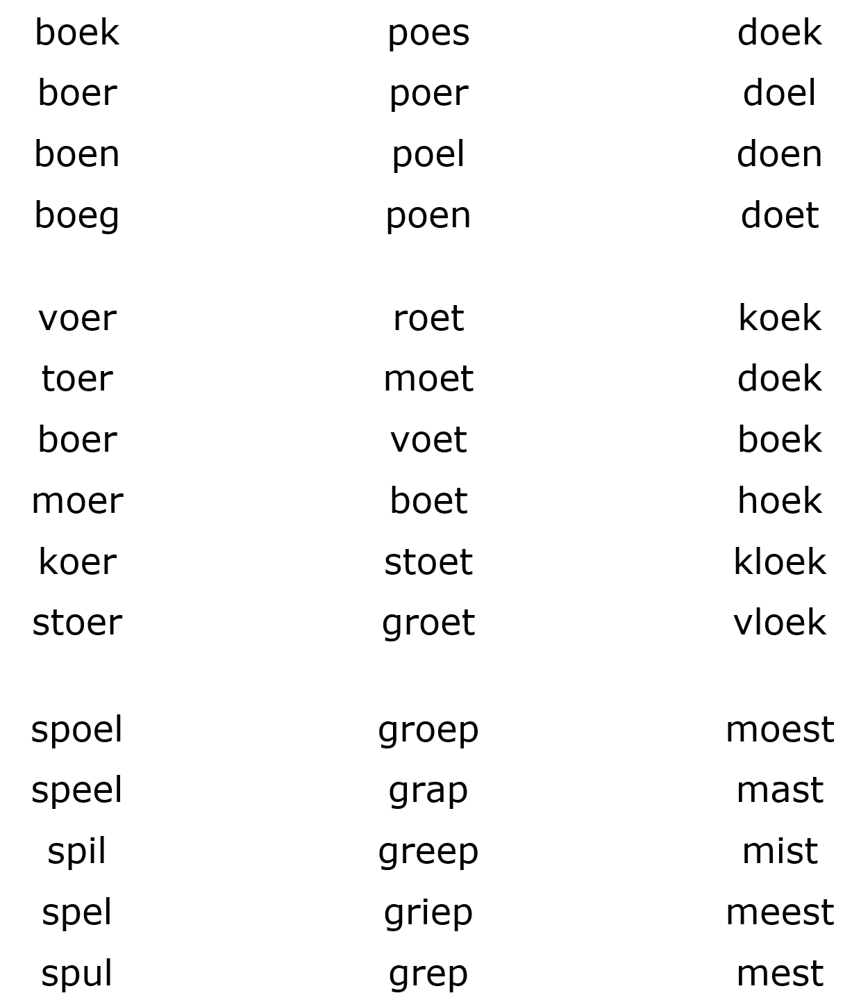 boek poes doek
boer poer doel
boen poel doen
boeg poen doet
voer roet koek
toer moet doek
boer voet boek
moer boet hoek
koer stoet kloek
stoer groet vloek
spoel groep moest
speel grap mast
spil greep mist
spel griep meest
spul grep mest